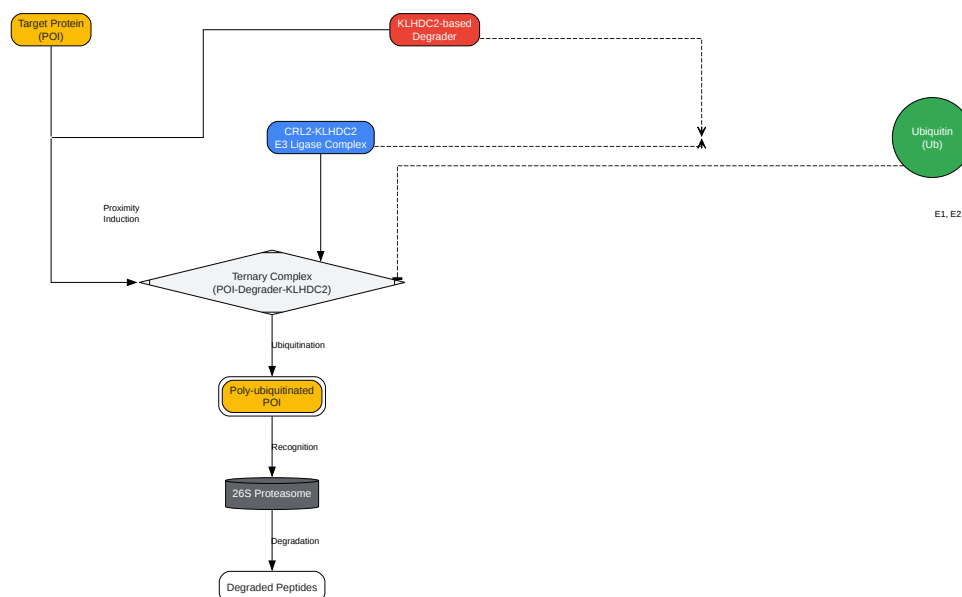 Target Protein
(POI)
KLHDC2-based
Degrader
CRL2-KLHDC2
E3 Ligase Complex
Ubiquitin
(Ub)
Proximity
Induction
E1, E2
Ternary Complex
(POI-Degrader-KLHDC2)
Ubiquitination
Poly-ubiquitinated
POI
Recognition
26S Proteasome
Degradation
Degraded Peptides